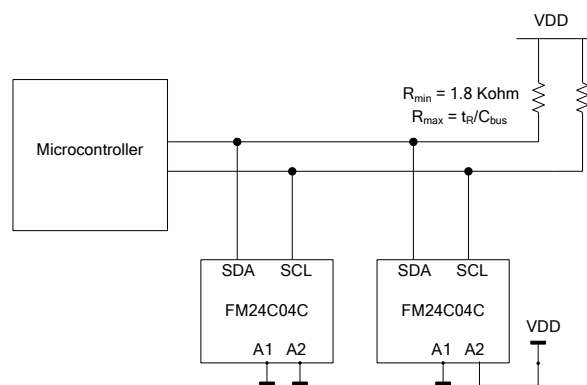 VDD
R_min = 1.8 Kohm
R_max = t_R/C_bus
Microcontroller
SDA SCL
SDA SCL
FM24C04C
FM24C04C
VDD
A1 A2
A1 A2